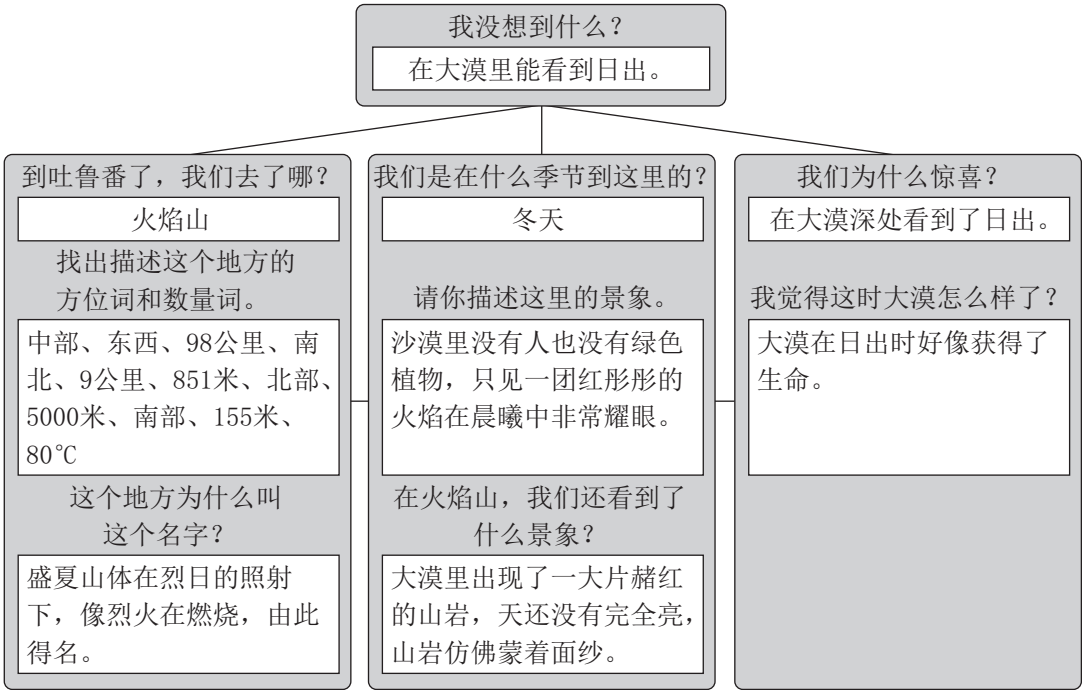 我没想到什么？
在大漠里能看到日出。
到吐鲁番了，我们去了哪？
火焰山
找出描述这个地方的
方位词和数量词。
中部、东西、98公里、南
北、9公里、851米、北部、
5000米、南部、155米、
80℃
这个地方为什么叫
这个名字？
盛夏山体在烈日的照射
下，像烈火在燃烧，由此
得名。
我们是在什么季节到这里的？
冬天
请你描述这里的景象。
沙漠里没有人也没有绿色
植物，只见一团红彤彤的
火焰在晨曦中非常耀眼。
在火焰山，我们还看到了
什么景象？
大漠里出现了一大片赭红
的山岩，天还没有完全亮，
山岩仿佛蒙着面纱。
我们为什么惊喜？
在大漠深处看到了日出。
我觉得这时大漠怎么样了？
大漠在日出时好像获得了
生命。